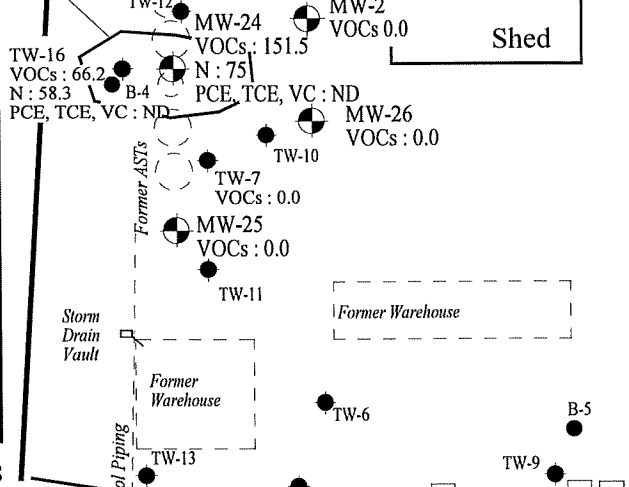 TW-12
MW-2
VOCs 0.0
MW-24
VOCs : 151.5
N : 75
PCE, TCE, VC : ND
Shed
TW-16
VOCs : 66.2
N : 58.3
PCE, TCE, VC : ND
B-4
MW-26
VOCs : 0.0
TW-10
Former ASTs
TW-7
VOCs : 0.0
MW-25
VOCs : 0.0
TW-11
Former Warehouse
Storm
Drain
Vault
Former
Warehouse
TW-6
B-5
Piping
TW-13
TW-9